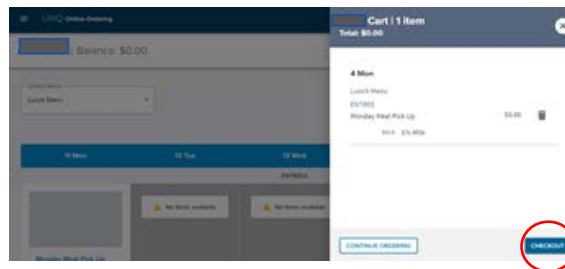 LINQ Online Ordering
Balance: $0.00
Lunch Menu
11 Mon
12 Tue
13 Wed
ENTREES
No items available
No items available
Monday Meal Pick Up
Cart | 1 item
Total: $0.00
4 Mon
Lunch Menu
ENTREE
Monday Meal Pick Up
$0.00
Milk 1% Milk
CONTINUE ORDERING
CHECKOUT